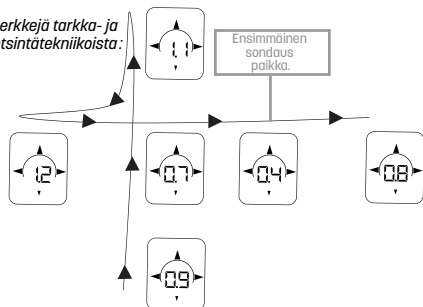 erkkejä tarkka- ja
tsintätekniikoista:
1.1
Ensimmäinen
sondaus
paikka.
1.2
0.7
0.4
0.8
0.9